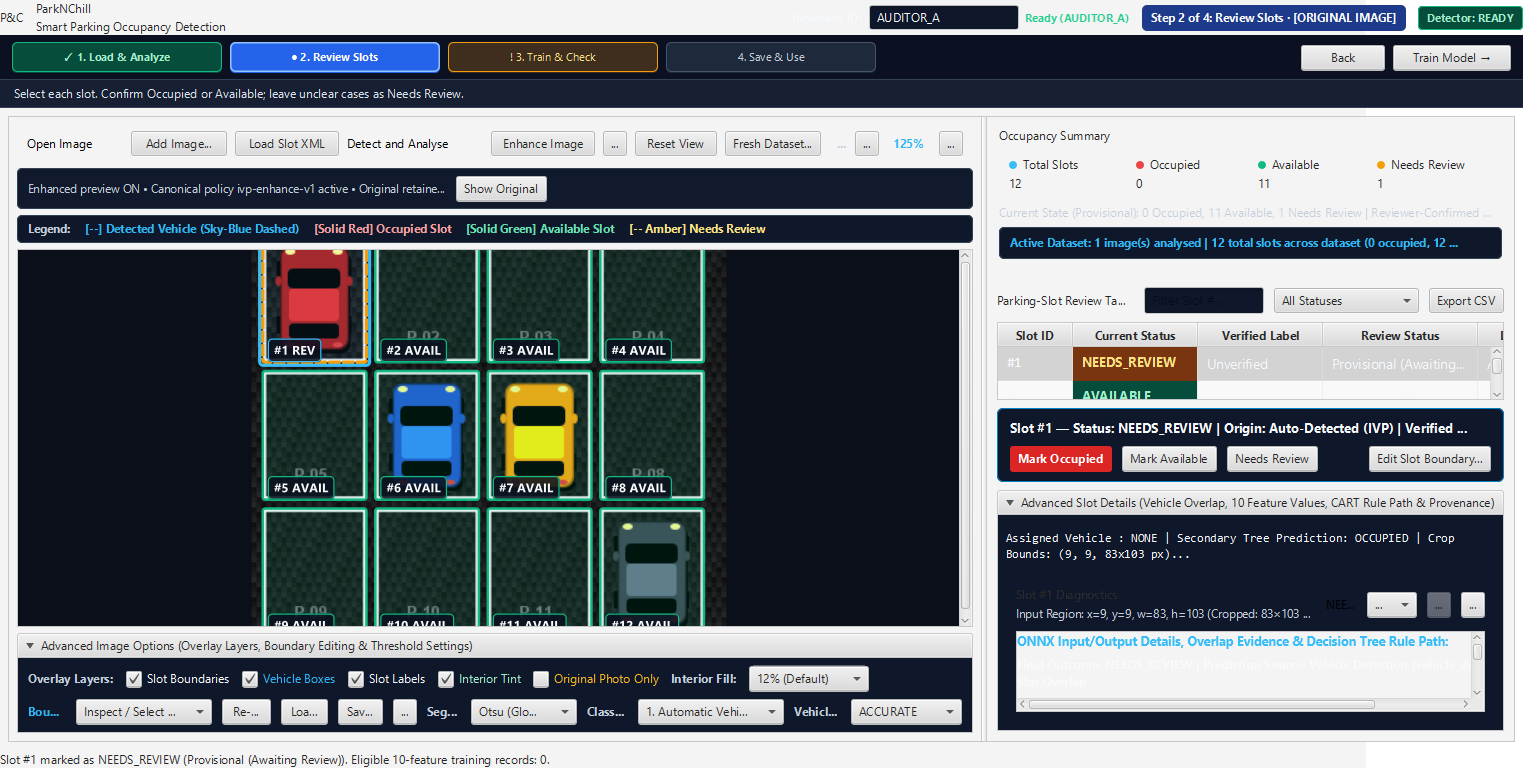 P&C
ParkNChill
Smart Parking Occupancy Detection
AUDITOR_A
Ready (AUDITOR_A)
Step 2 of 4: Review Slots · [ORIGINAL IMAGE]
Detector: READY
✓ 1. Load & Analyze
● 2. Review Slots
! 3. Train & Check
4. Save & Use
Back
Train Model →
Select each slot. Confirm Occupied or Available; leave unclear cases as Needs Review.
Open Image
Add Image...
Load Slot XML
Detect and Analyse
Enhance Image
...
Reset View
Fresh Dataset...
...
...
125%
...
Enhanced preview ON • Canonical policy ivp-enhance-v1 active • Original retaine...
Show Original
Legend:
[--] Detected Vehicle (Sky-Blue Dashed)
[Solid Red] Occupied Slot
[Solid Green] Available Slot
[-- Amber] Needs Review
P 02
P 03
P 04
#1 REV
#2 AVAIL
#3 AVAIL
#4 AVAIL
P 05
P 08
#5 AVAIL
#6 AVAIL
#7 AVAIL
#8 AVAIL
P 09
P 10
P 11
#9 AVAIL
#10 AVAIL
#11 AVAIL
#12 AVAIL
Advanced Image Options (Overlay Layers, Boundary Editing & Threshold Settings)
Overlay Layers:
Slot Boundaries
Vehicle Boxes
Slot Labels
Interior Tint
Original Photo Only
Interior Fill:
12% (Default)
Bou...
Inspect / Select ...
Re-...
Loa...
Sav...
...
Seg...
Otsu (Glo...
Class...
1. Automatic Vehi...
Vehicl...
ACCURATE
Occupancy Summary
Total Slots
Occupied
Available
Needs Review
12
0
11
1
Current State (Provisional): 0 Occupied, 11 Available, 1 Needs Review | Reviewer-Confirmed ...
Active Dataset: 1 image(s) analysed | 12 total slots across dataset (0 occupied, 12 ...
Parking-Slot Review Ta...
Filter Slot #...
All Statuses
Export CSV
Slot ID
Current Status
Verified Label
Review Status
#1
NEEDS_REVIEW
Unverified
Provisional (Awaiting...
AVAILABLE
Slot #1 — Status: NEEDS_REVIEW | Origin: Auto-Detected (IVP) | Verified ...
Mark Occupied
Mark Available
Needs Review
Edit Slot Boundary...
Advanced Slot Details (Vehicle Overlap, 10 Feature Values, CART Rule Path & Provenance)
Assigned Vehicle : NONE | Secondary Tree Prediction: OCCUPIED | Crop
Bounds: (9, 9, 83x103 px)...
Slot #1 Diagnostics
Input Region: x=9, y=9, w=83, h=103 (Cropped: 83×103 ...
NEE...
...
...
...
ONNX Input/Output Details, Overlap Evidence & Decision Tree Rule Path:
Slot #1 marked as NEEDS_REVIEW (Provisional (Awaiting Review)). Eligible 10-feature training records: 0.